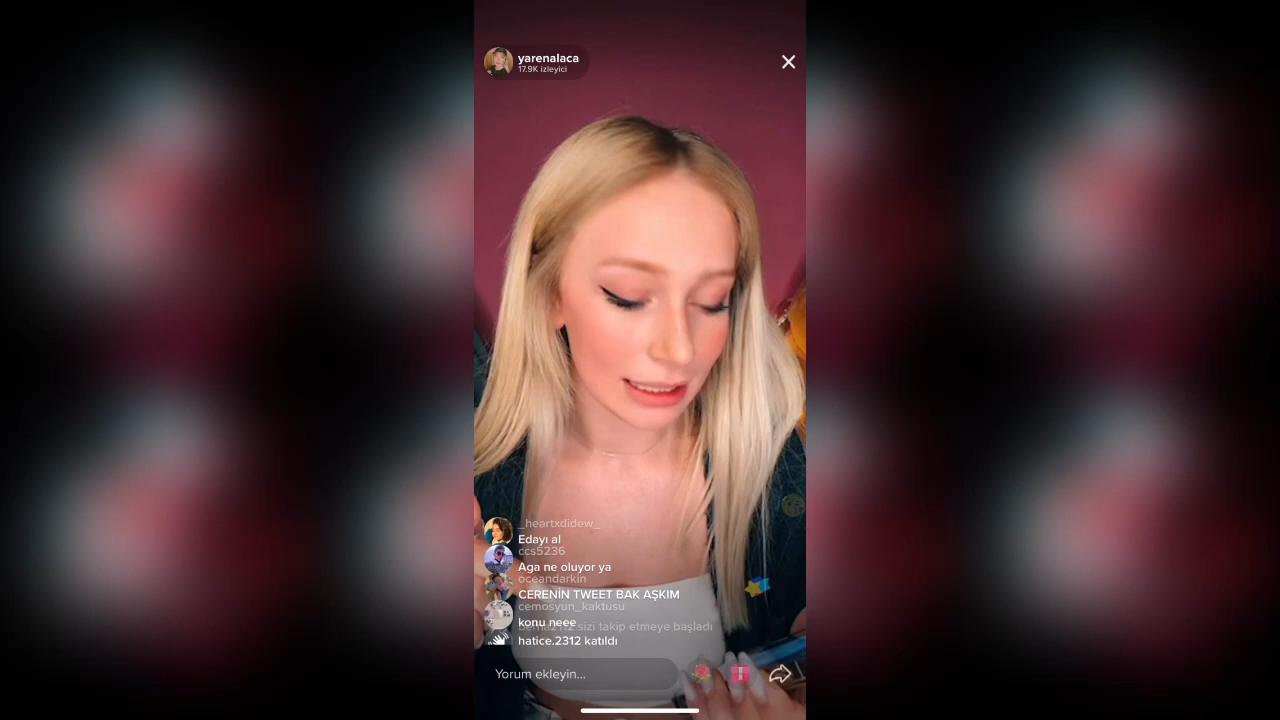 yarenalaca
17.9K izleyici
_heartxdidew_
Edayı al
ccs5236
Aga ne oluyor ya
oceandarkin
CERENİN TWEET BAK AŞKIM
cemosyun_kaktusu
konu neee
sizi takip etmeye başladı
hatice.2312 katıldı
Yorum ekleyin...